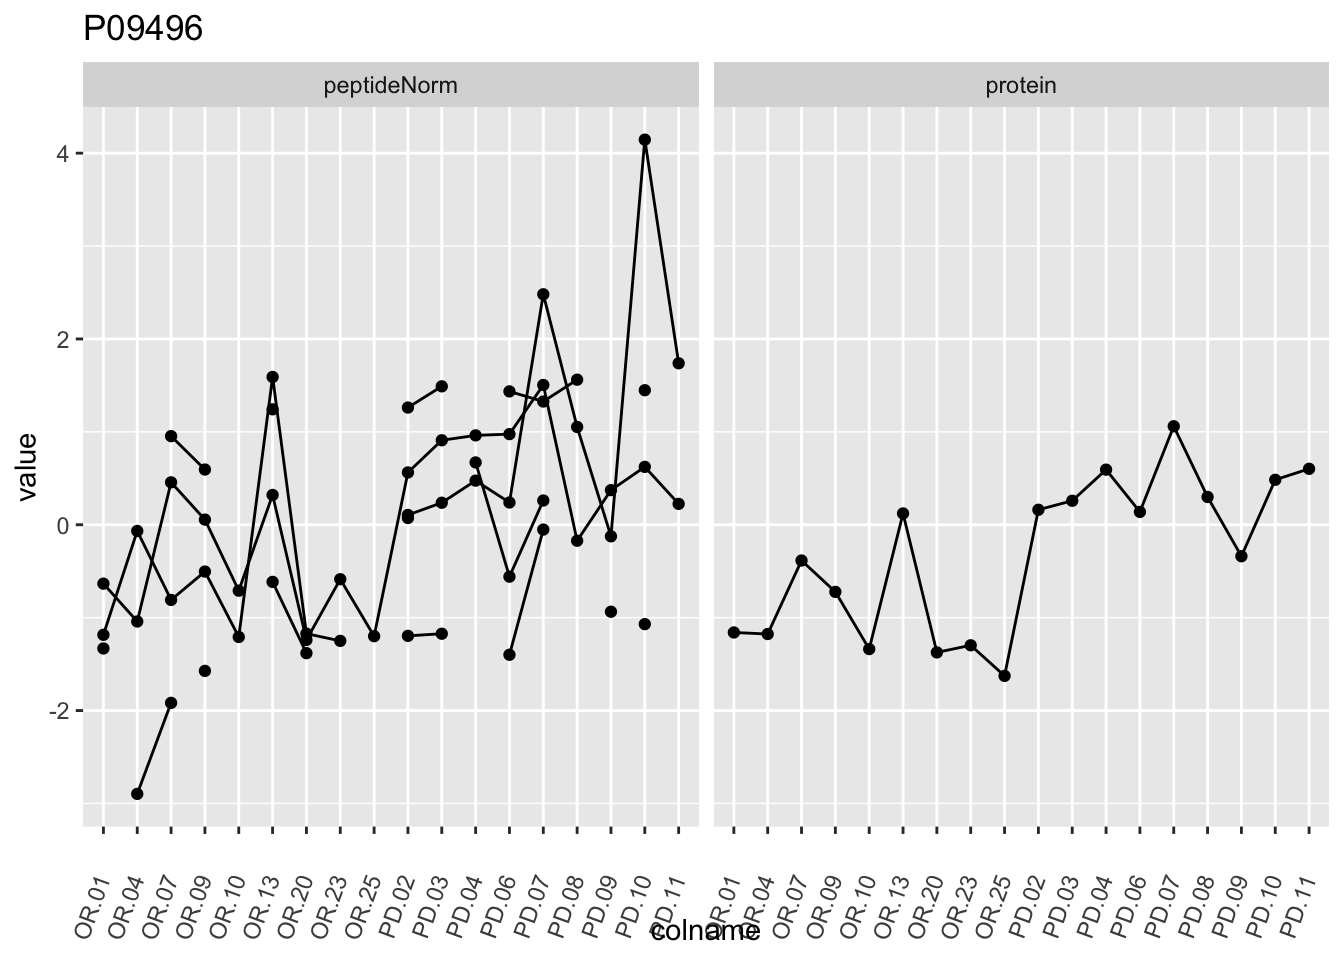 P09496
peptideNorm
protein
value
4
2
0
-2
OR.01 OR.04 OR.07 OR.09 OR.10 OR.13 OR.20 OR.23 OR.25 PD.02 PD.03 PD.04 PD.06 PD.07 PD.08 PD.09 PD.10 PD.11
OR.01 OR.04 OR.07 OR.09 OR.10 OR.13 OR.20 OR.23 OR.25 PD.02 PD.03 PD.04 PD.06 PD.07 PD.08 PD.09 PD.10 PD.11
colname